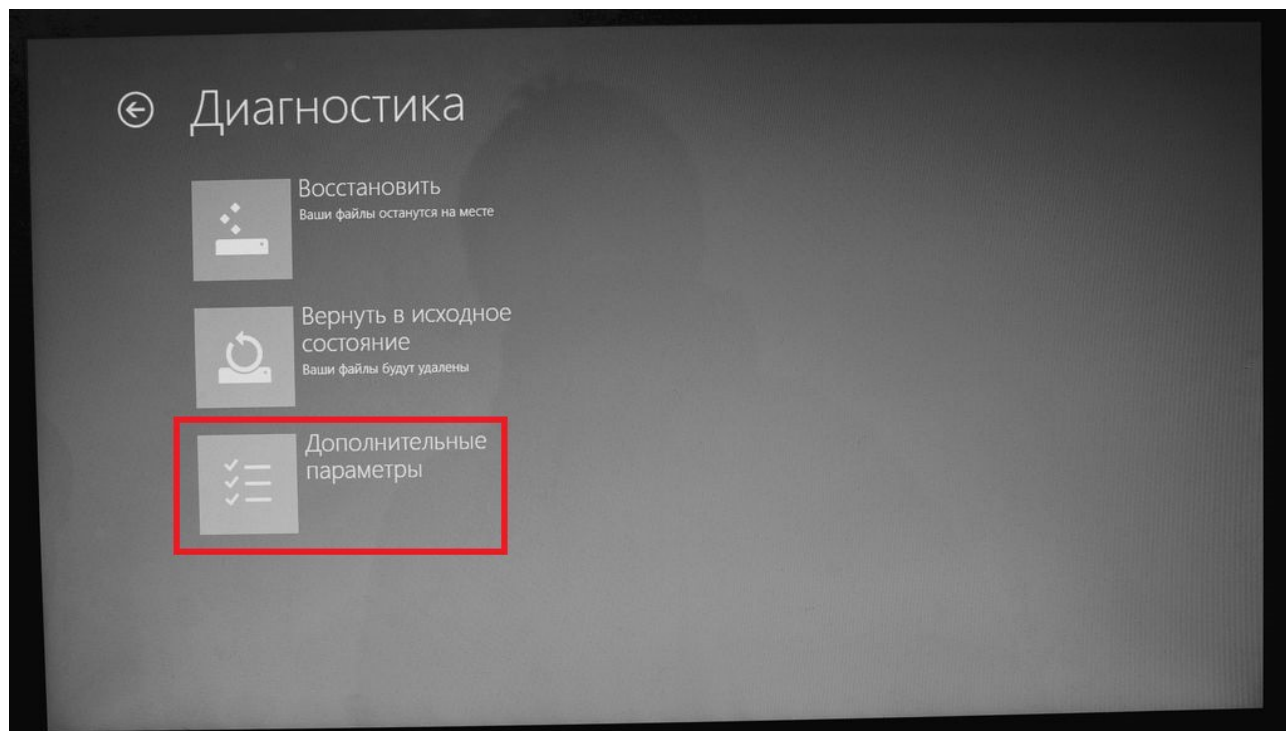 Диагностика
Восстановить
Ваши файлы останутся на месте
Вернуть в исходное
состояние
Ваши файлы будут удалены
Дополнительные
параметры